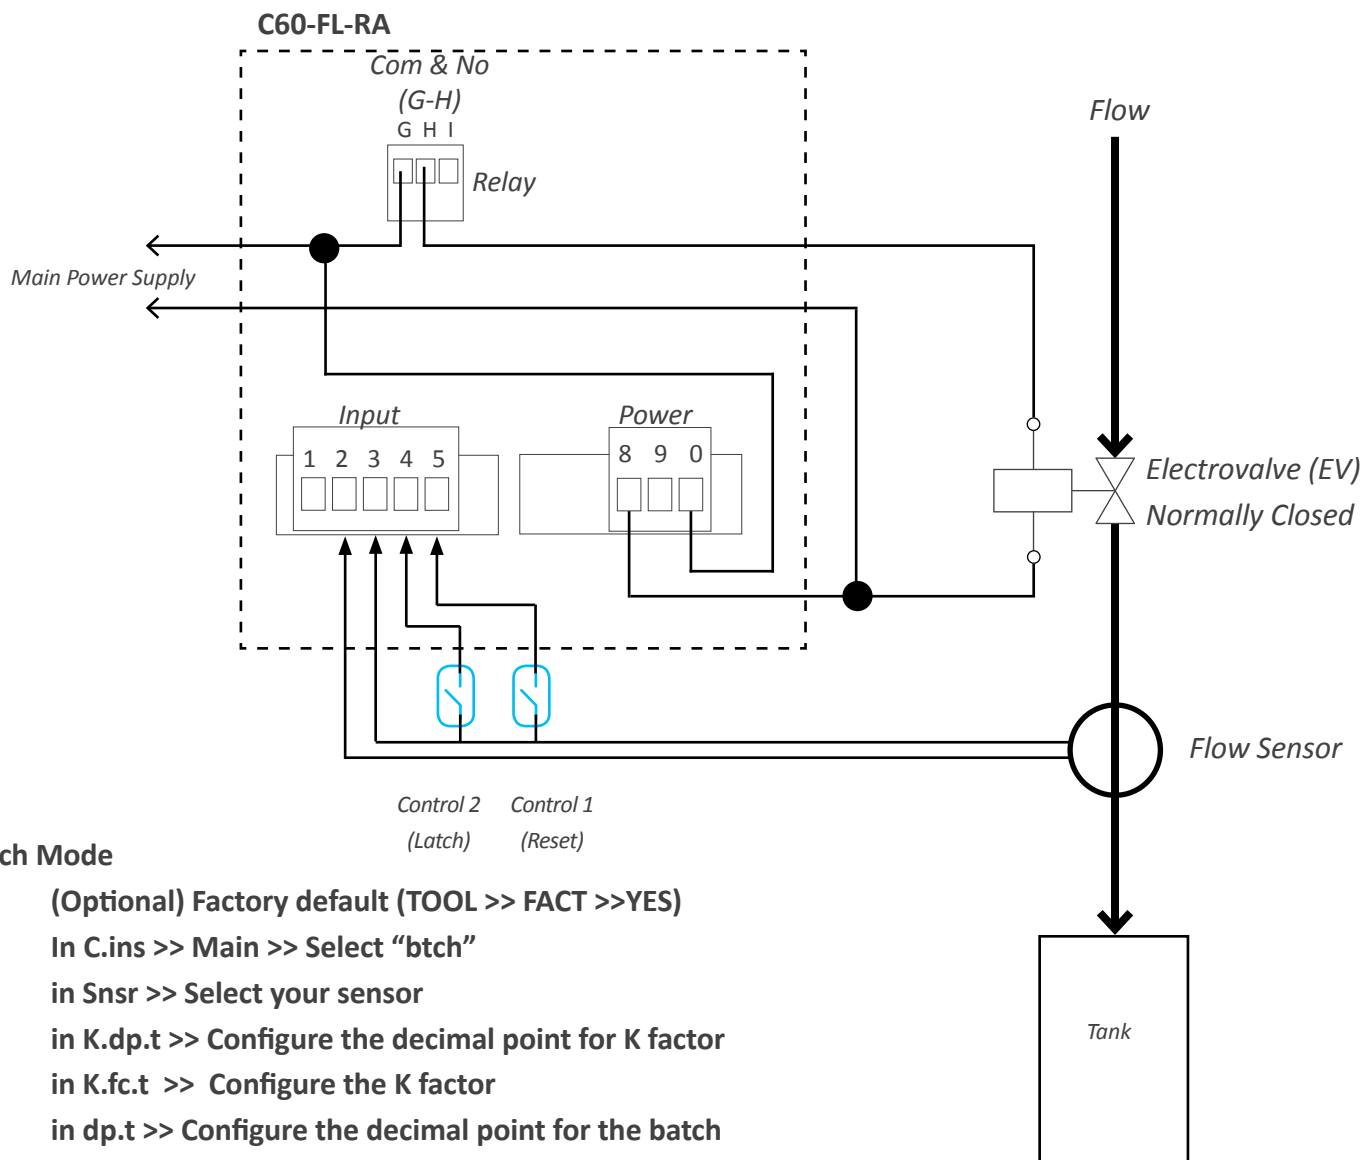 C60-FL-RA
Com & No
(G-H)
G H I
Relay
Flow
Main Power Supply
Input
1 2 3 4 5
Power
8 9 0
Electrovalve (EV)
Normally Closed
Flow Sensor
Control 2
(Latch)
Control 1
(Reset)
ch Mode
(Optional) Factory default (TOOL >> FACT >>YES)
In C.ins >> Main >> Select “btch”
in Snsr >> Select your sensor
in K.dp.t >> Configure the decimal point for K factor
in K.fc.t >> Configure the K factor
in dp.t >> Configure the decimal point for the batch
Tank